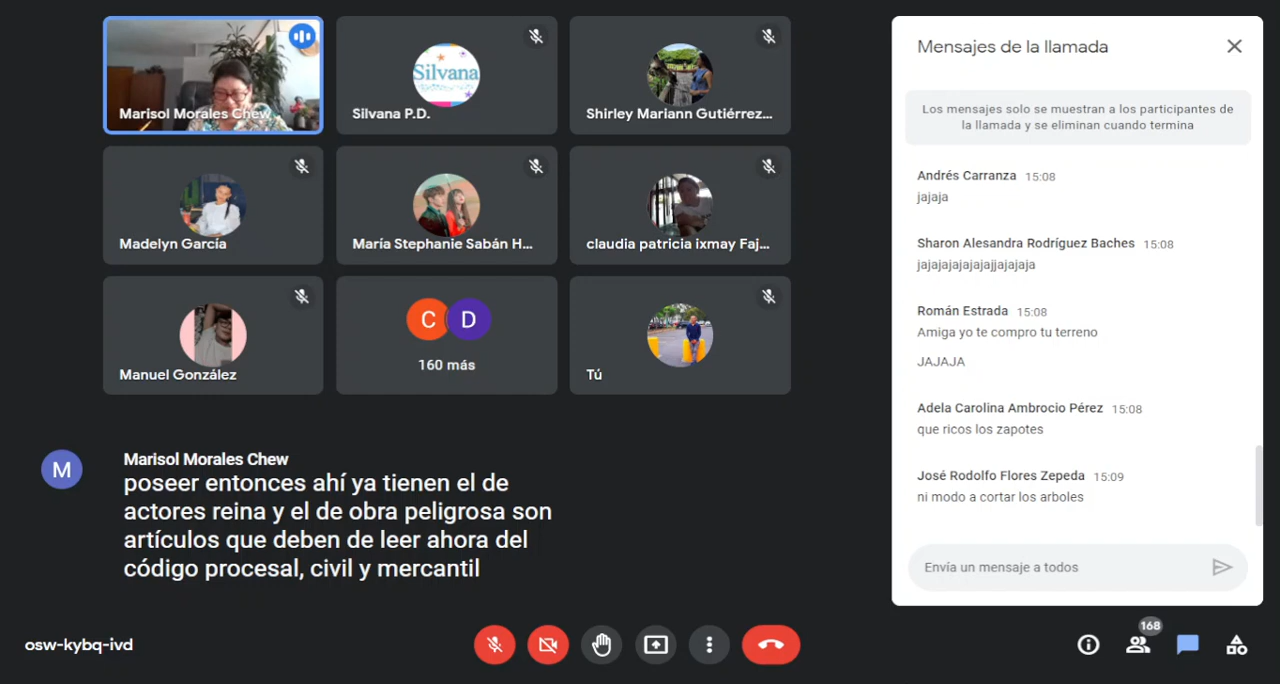 Marisol Morales Chew
Silvana
Silvana P.D.
Shirley Mariann Gutiérrez...
Madelyn García
María Stephanie Sabán H...
claudia patricia ixmay Faj...
Manuel González
C D
160 más
Tú
M
Marisol Morales Chew
poseer entonces ahí ya tienen el de
actores reina y el de obra peligrosa son
artículos que deben de leer ahora del
código procesal, civil y mercantil
osw-kybq-ivd
Mensajes de la llamada
Los mensajes solo se muestran a los participantes de
la llamada y se eliminan cuando termina
Andrés Carranza 15:08
jajaja
Sharon Alesandra Rodríguez Baches 15:08
jajajajajajajjajajaja
Román Estrada 15:08
Amiga yo te compro tu terreno
JAJAJA
Adela Carolina Ambrocio Pérez 15:08
que ricos los zapotes
José Rodolfo Flores Zepeda 15:09
ni modo a cortar los arboles
Envía un mensaje a todos
168